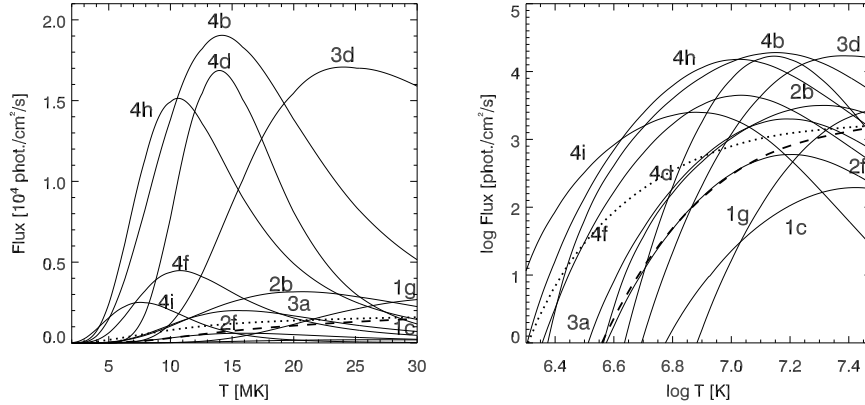 2.0
1.5
1.0
0.5
0.0
Flux [10⁴ phot./cm²/s]
4b
4d
3d
4h
4f
4i
2b
2f
3a
1g
1c
5
10
15
20
25
30
T [MK]
5
4
3
2
1
0
log Flux [phot./cm²/s]
4b
3d
4h
2b
4i
4d
2f
4f
1g
1c
3a
6.4
6.6
6.8
7.0
7.2
7.4
log T [K]